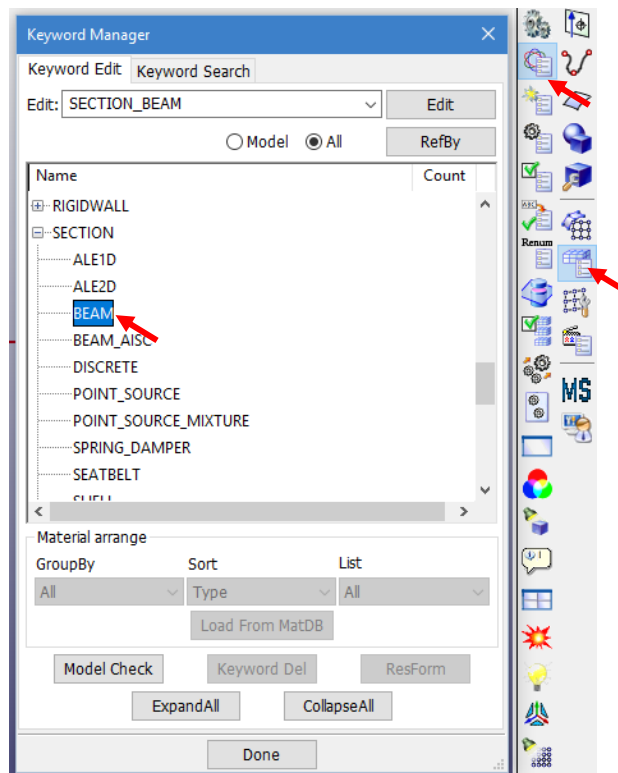 Keyword Manager
Keyword Edit Keyword Search
Edit: SECTION_BEAM Edit
Model All RefBy
Name Count
RIGIDWALL
SECTION
ALE1D
ALE2D
BEAM
BEAM_AISC
DISCRETE
POINT_SOURCE
POINT_SOURCE_MIXTURE
SPRING_DAMPER
SEATBELT
SHELL
Material arrange
GroupBy Sort List
All Type All
Load From MatDB
Model Check Keyword Del ResForm
ExpandAll CollapseAll
Done
Renum
MS